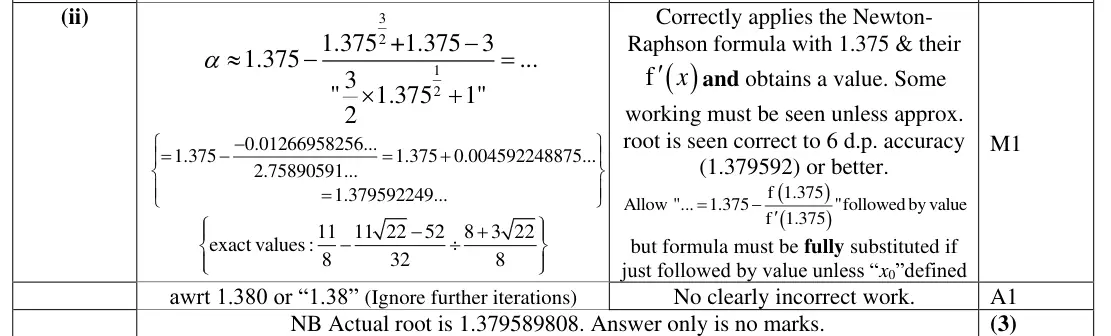 (ii)
α ≈ 1.375 − (1.375^(3/2) + 1.375 − 3) / ("3/2 × 1.375^(1/2) + 1") = ...
{ = 1.375 − (−0.01266958256...) / (2.75890591...) = 1.375 + 0.004592248875...
= 1.379592249... }
{ exact values : 11/8 − (11√22 − 52)/32 ÷ (8 + 3√22)/8 }
Correctly applies the Newton-
Raphson formula with 1.375 & their
f′(x) and obtains a value. Some
working must be seen unless approx.
root is seen correct to 6 d.p. accuracy
(1.379592) or better.
Allow "... = 1.375 − f(1.375)/f′(1.375)" followed by value
but formula must be fully substituted if
just followed by value unless “x₀”defined
M1
awrt 1.380 or “1.38” (Ignore further iterations)
No clearly incorrect work.
A1
NB Actual root is 1.379589808. Answer only is no marks.
(3)